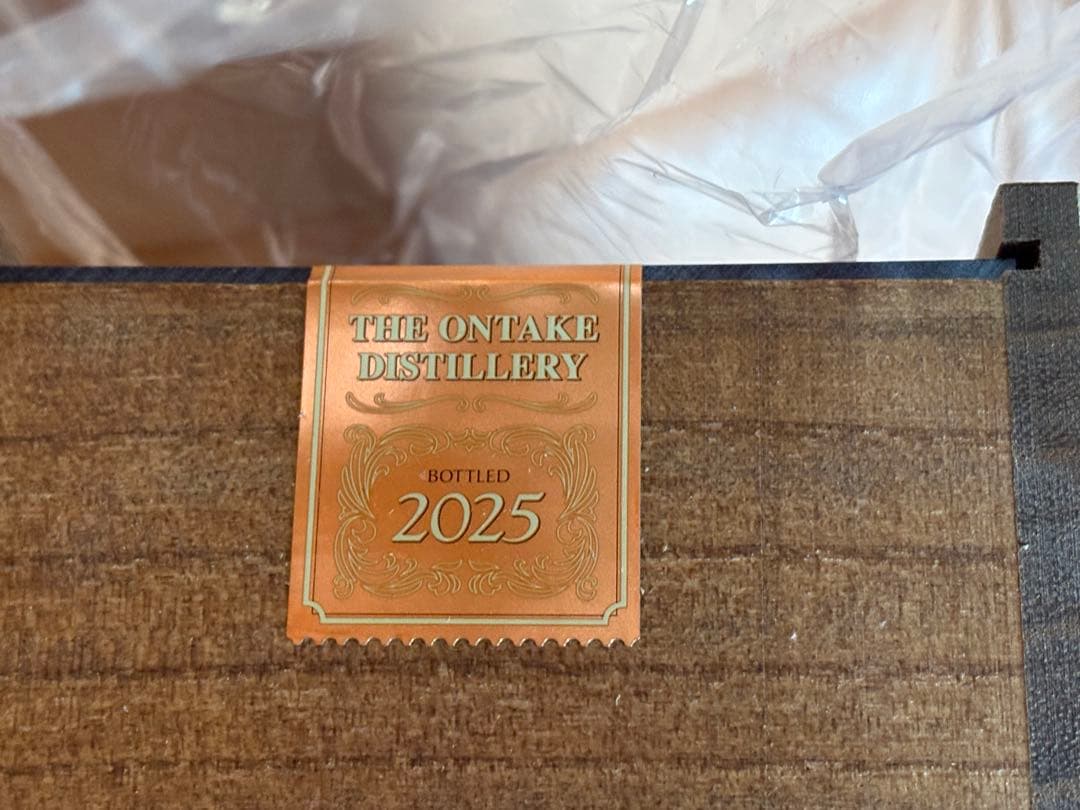 THE ONTAKE
DISTILLERY
BOTTLED
2025